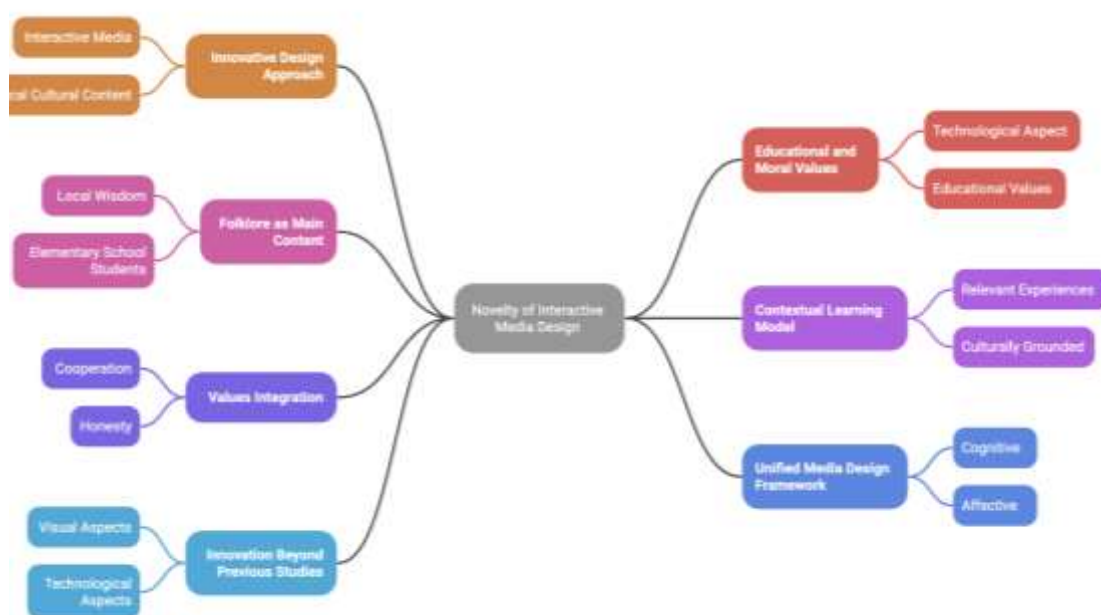 Interactive Media
cal Cultural Content
Innovative Design
Approach
Local Wisdom
Elementary School
Students
Folklore as Main
Content
Cooperation
Honesty
Values Integration
Visual Aspects
Technological
Aspects
Innovation Beyond
Previous Studies
Novelty of Interactive
Media Design
Educational and
Moral Values
Technological Aspect
Educational Values
Contextual Learning
Model
Relevant Experiences
Culturally Grounded
Unified Media Design
Framework
Cognitive
Affective